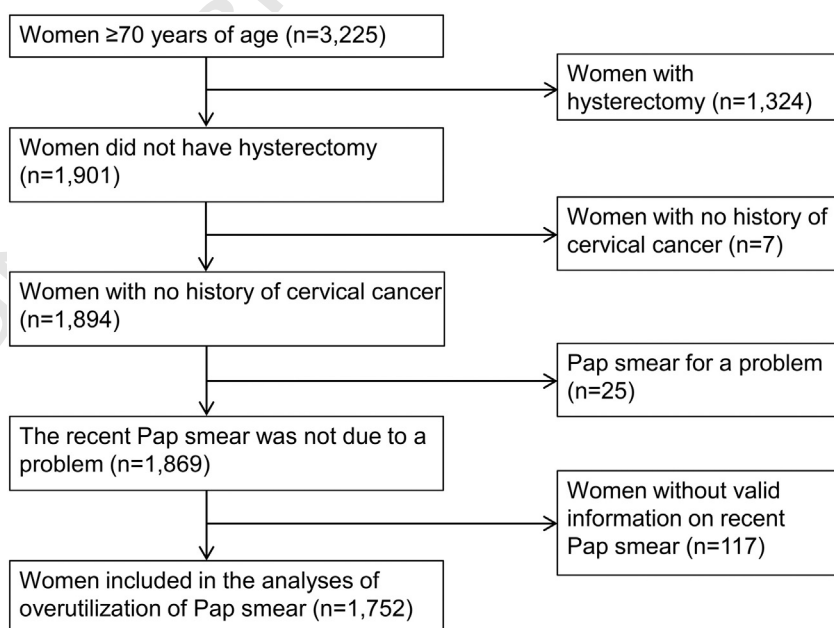 Women ≥70 years of age (n=3,225)
Women with
hysterectomy (n=1,324)
Women did not have hysterectomy
(n=1,901)
Women with no history of
cervical cancer (n=7)
Women with no history of cervical cancer
(n=1,894)
Pap smear for a problem
(n=25)
The recent Pap smear was not due to a
problem (n=1,869)
Women without valid
information on recent
Pap smear (n=117)
Women included in the analyses of
overutilization of Pap smear (n=1,752)